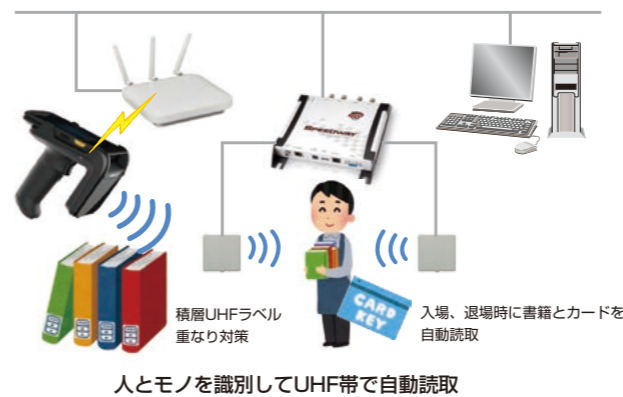 Speedway
CARD
KEY
積層UHFラベル
重なり対策
入場、退場時に書籍とカードを
自動読取
人とモノを識別してUHF帯で自動読取